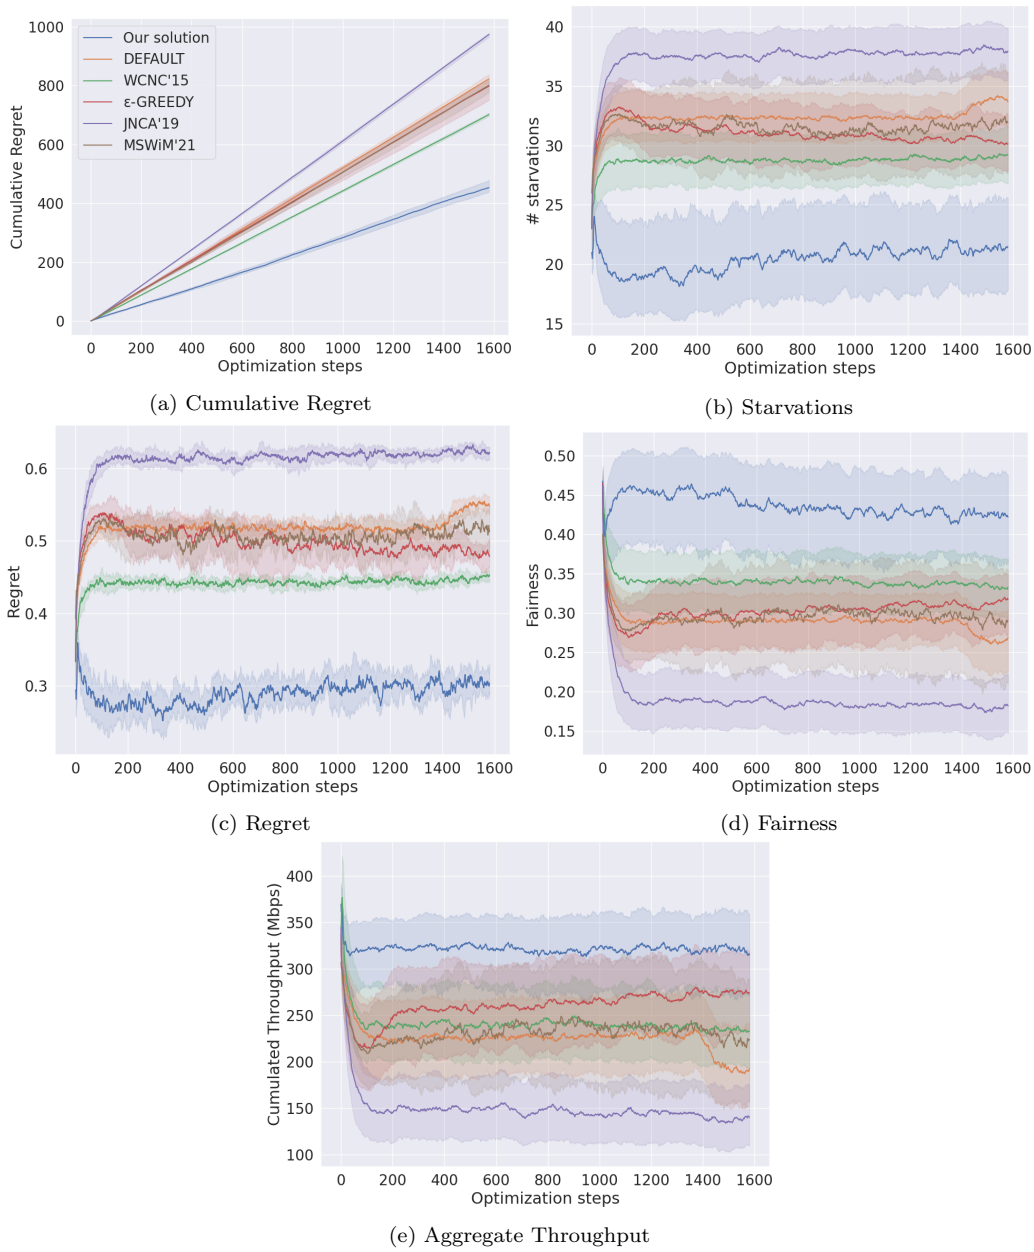 1000
800
600
400
200
0
Cumulative Regret
Our solution
DEFAULT
WCNC'15
ε-GREEDY
JNCA'19
MSWiM'21
0 200 400 600 800 1000 1200 1400 1600
Optimization steps
(a) Cumulative Regret
40
35
30
25
20
15
# starvations
0 200 400 600 800 1000 1200 1400 1600
Optimization steps
(b) Starvations
0.6
0.5
0.4
0.3
Regret
0 200 400 600 800 1000 1200 1400 1600
Optimization steps
(c) Regret
0.50
0.45
0.40
0.35
0.30
0.25
0.20
0.15
Fairness
0 200 400 600 800 1000 1200 1400 1600
Optimization steps
(d) Fairness
400
350
300
250
200
150
100
Cumulated Throughput (Mbps)
0 200 400 600 800 1000 1200 1400 1600
Optimization steps
(e) Aggregate Throughput